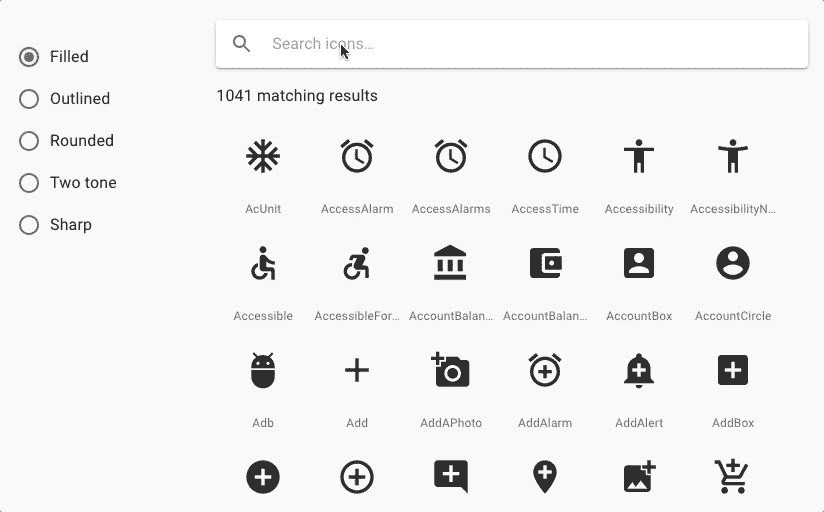 Search icons...
Filled
Outlined
Rounded
Two tone
Sharp
1041 matching results
AcUnit
AccessAlarm
AccessAlarms
AccessTime
Accessibility
AccessibilityN...
Accessible
AccessibleFor...
AccountBalan...
AccountBalan...
AccountBox
AccountCircle
Adb
Add
AddAPhoto
AddAlarm
AddAlert
AddBox